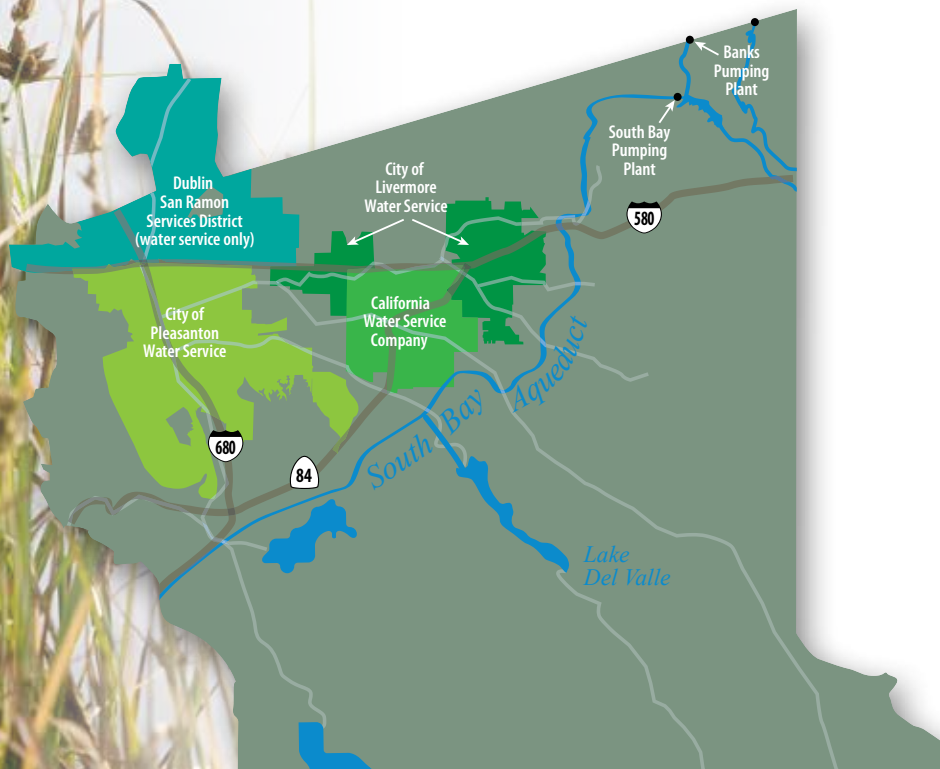 Banks
Pumping
Plant
South Bay
Pumping
Plant
City of
Livermore
Water Service
Dublin
San Ramon
Services District
(water service only)
580
City of
Pleasanton
Water Service
California
Water Service
Company
South Bay Aqueduct
680
84
Lake
Del Valle